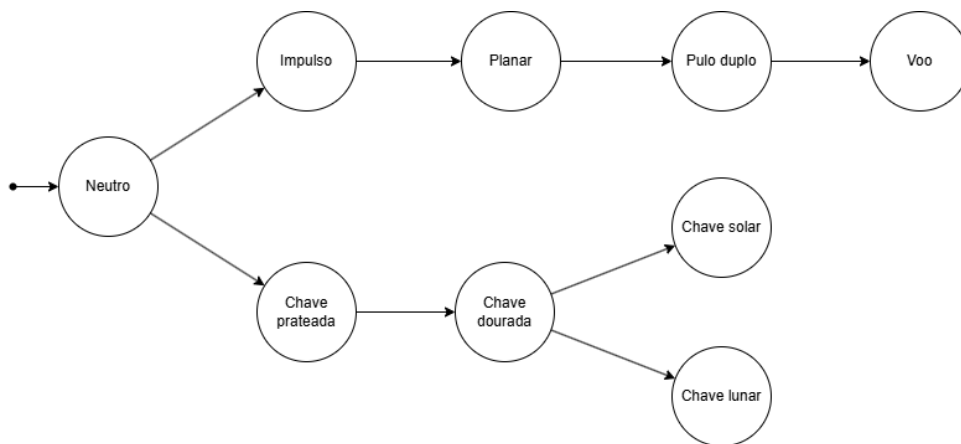 Impulso
Planar
Pulo duplo
Voo
Neutro
Chave solar
Chave
prateada
Chave
dourada
Chave lunar